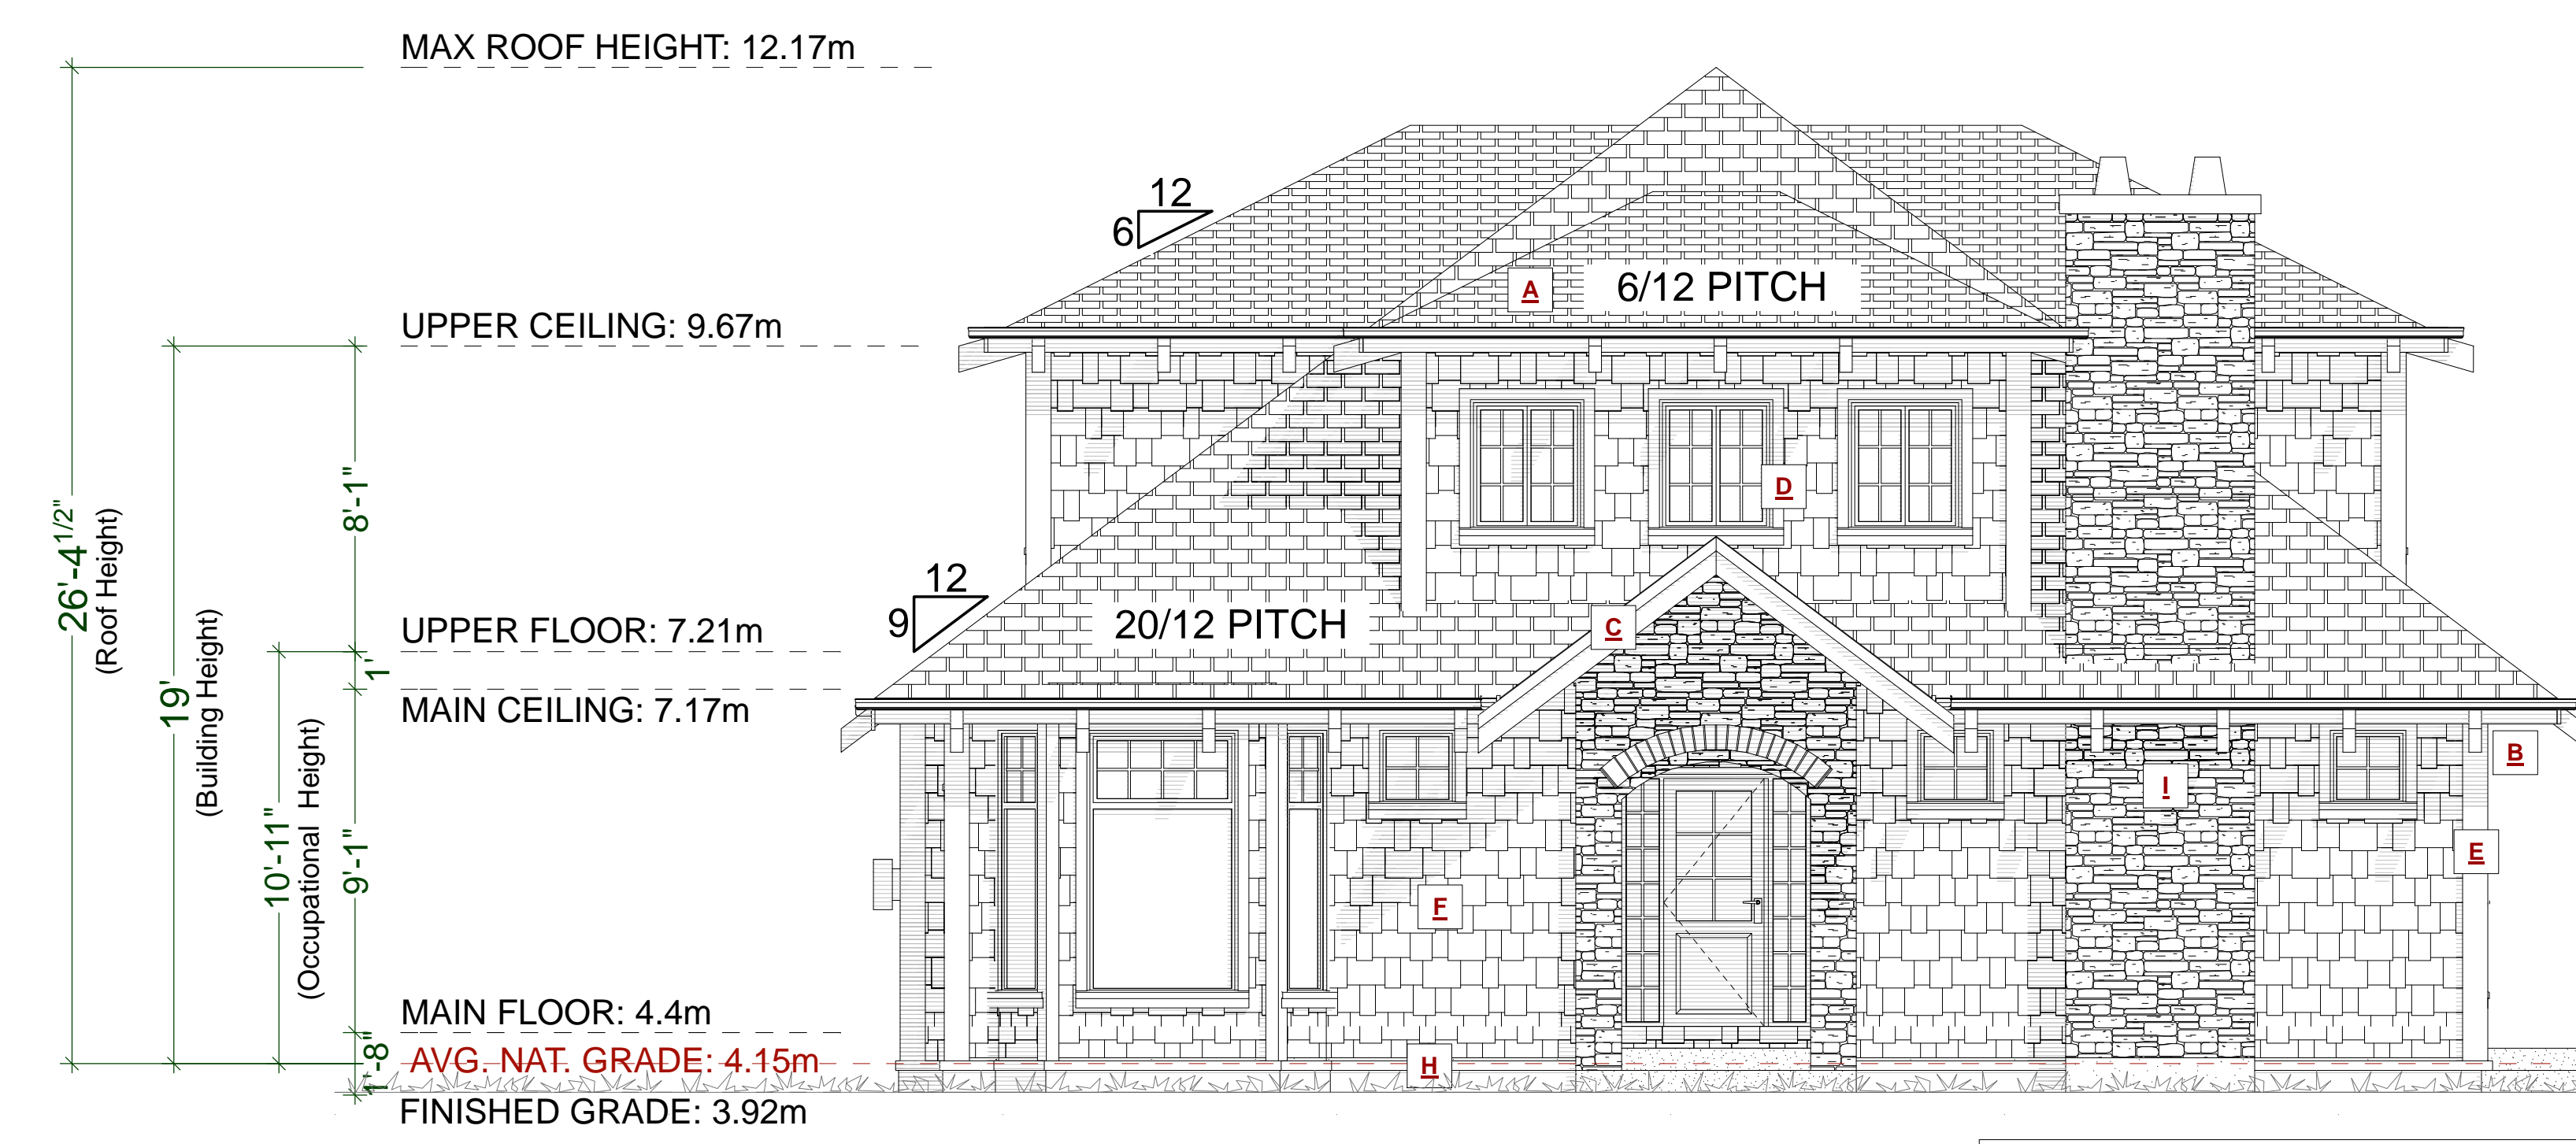 MAX ROOF HEIGHT: 12.17m
12
6
A
6/12 PITCH
UPPER CEILING: 9.67m
8'-1"
D
26'-4 1/2"
(Roof Height)
12
9
20/12 PITCH
C
UPPER FLOOR: 7.21m
1'
MAIN CEILING: 7.17m
19'
(Building Height)
10'-11"
(Occupational Height)
9'-1"
B
I
E
F
MAIN FLOOR: 4.4m
1'-8"
AVG. NAT. GRADE: 4.15m
H
FINISHED GRADE: 3.92m